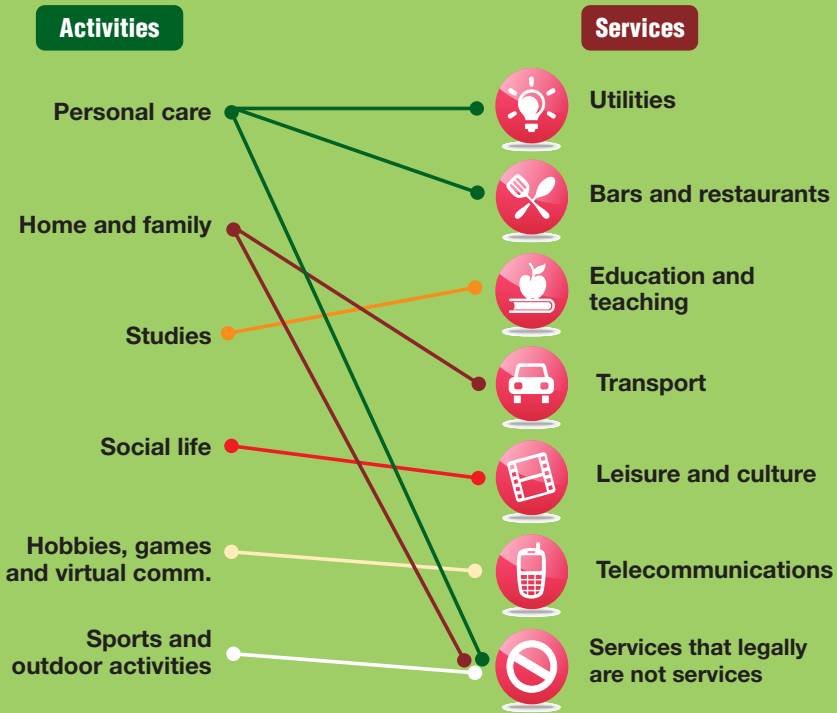 Activities
Services
Personal care
Utilities
Bars and restaurants
Home and family
Education and
teaching
Studies
Transport
Social life
Leisure and culture
Hobbies, games
and virtual comm.
Telecommunications
Sports and
outdoor activities
Services that legally
are not services